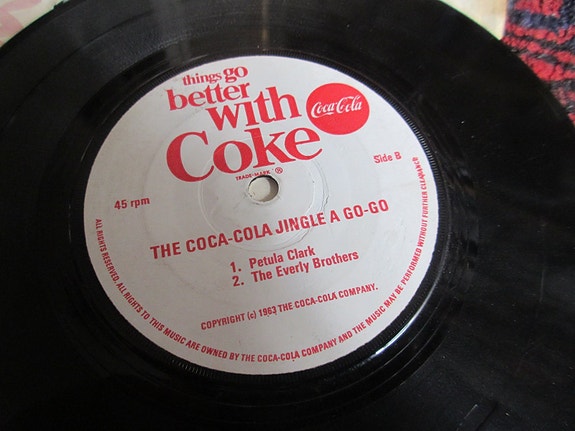 things go
better
with
Coke
Coca-Cola
TRADE-MARK ®
45 rpm
Side B
THE COCA-COLA JINGLE A GO-GO
1. Petula Clark
2. The Everly Brothers
COPYRIGHT (c) 1963 THE COCA-COLA COMPANY.
ALL RIGHTS RESERVED, ALL RIGHTS TO THIS MUSIC ARE OWNED BY THE COCA-COLA COMPANY AND THE MUSIC MAY BE PERFORMED WITHOUT FURTHER CLEARANCE